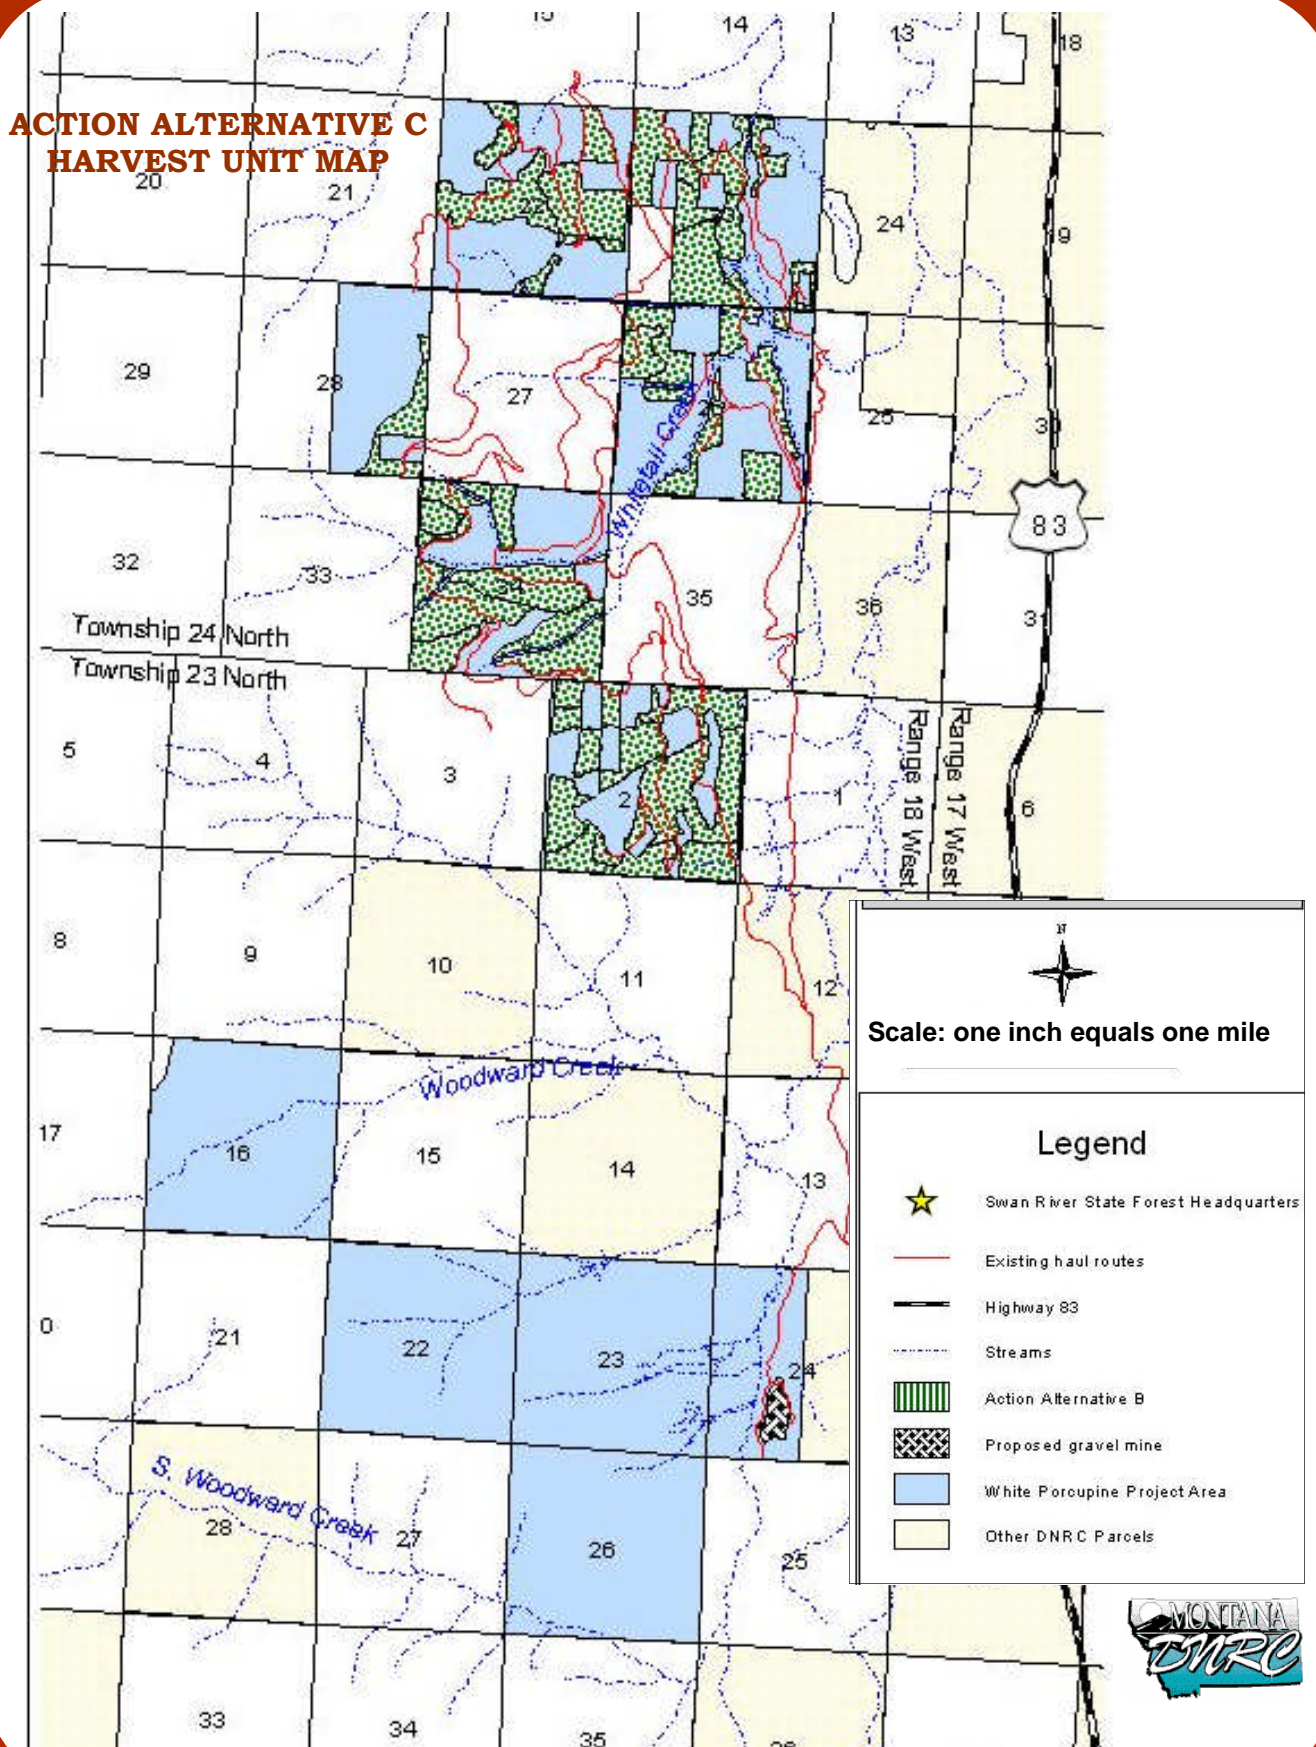 15
14
13
18
ACTION ALTERNATIVE C
HARVEST UNIT MAP
20
21
22
24
29
28
27
Whitetail Creek
26
25
30
83
32
33
34
35
36
31
Township 24 North
Township 23 North
5
4
3
2
1
Range 18 West
Range 17 West
6
8
9
10
11
12
N
Scale: one inch equals one mile
Woodward Creek
17
16
15
14
13
Legend
Swan River State Forest Headquarters
Existing haul routes
Highway 83
Streams
Action Alternative B
Proposed gravel mine
White Porcupine Project Area
Other DNRC Parcels
0
21
22
23
24
S. Woodward Creek
28
27
26
25
MONTANA
DNRC
33
34
35